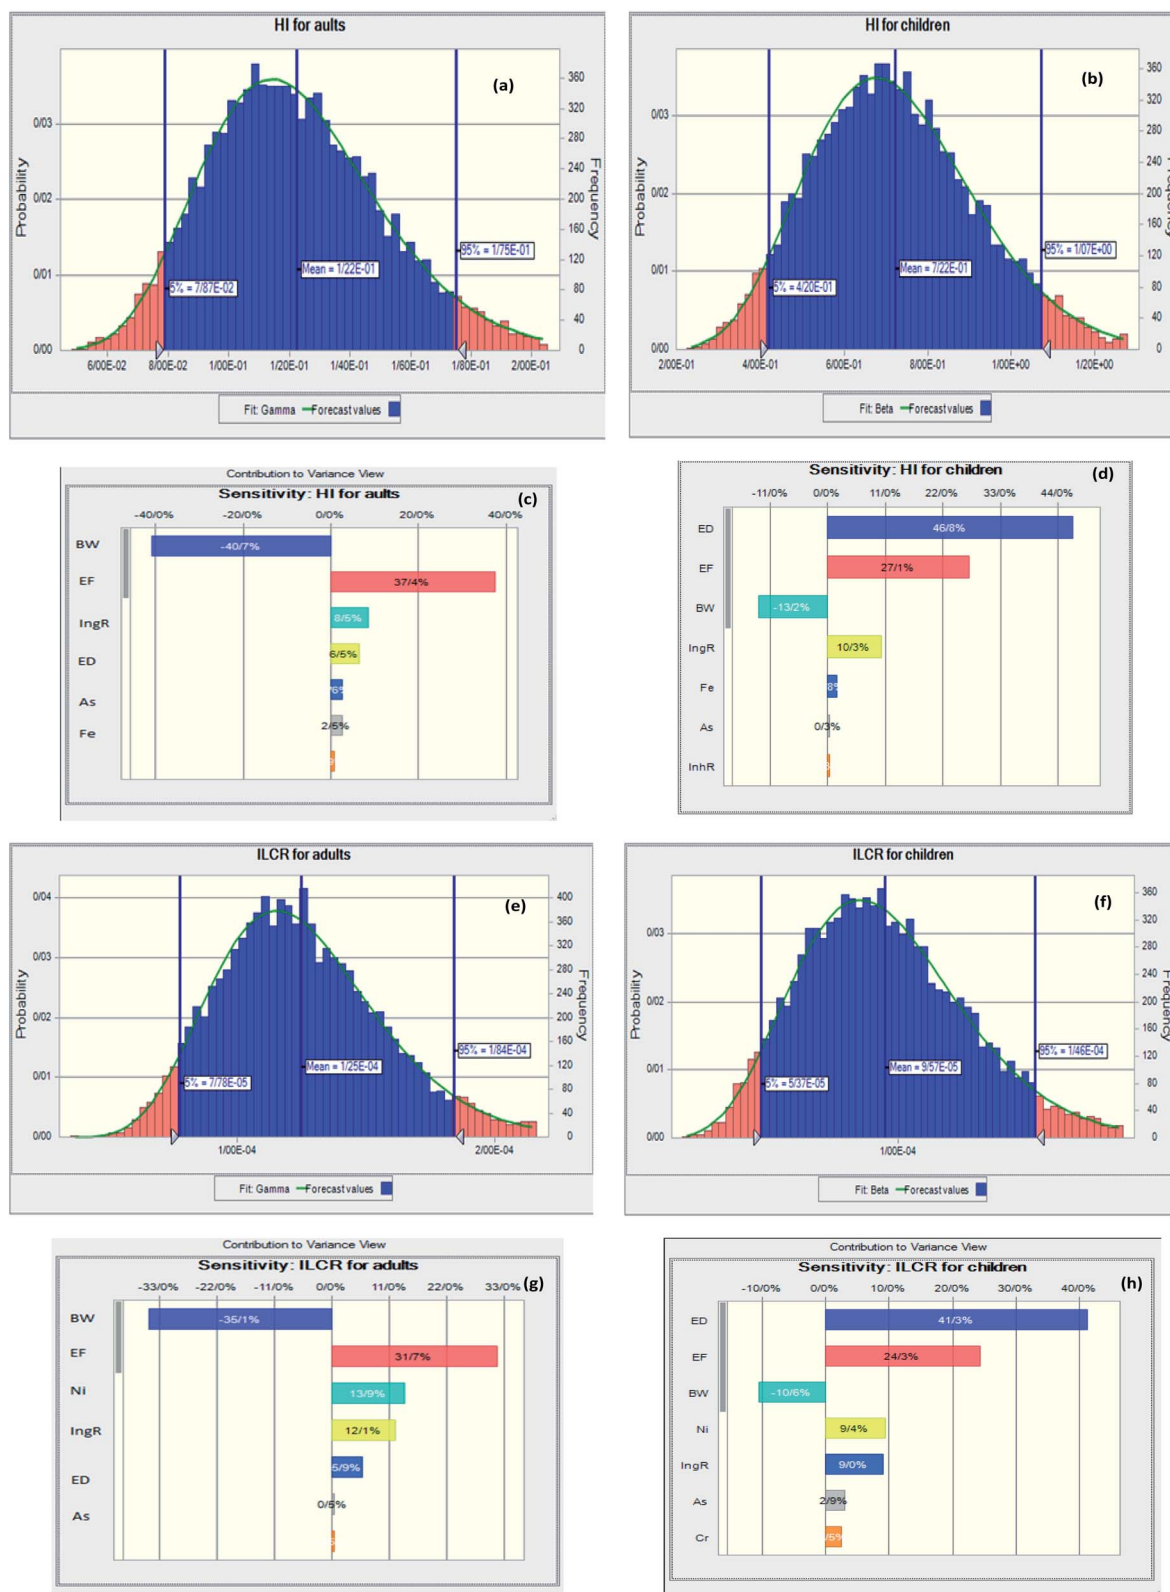 HI for aults
(a)
Probability
Frequency
0/03
0/02
0/01
0/00
360
320
280
240
200
160
120
80
40
0
95% = 1/75E-01
Mean = 1/22E-01
5% = 7/87E-02
6/00E-02 8/00E-02 1/00E-01 1/20E-01 1/40E-01 1/60E-01 1/80E-01 2/00E-01
Fit: Gamma Forecast values
HI for children
(b)
Probability
Frequency
0/03
0/02
0/01
0/00
360
320
280
240
200
160
120
80
40
0
95% = 1/07E+00
Mean = 7/22E-01
5% = 4/20E-01
2/00E-01 4/00E-01 6/00E-01 8/00E-01 1/00E+00 1/20E+00
Fit: Beta Forecast values
Contribution to Variance View
Sensitivity: HI for aults
(c)
-40/0% -20/0% 0/0% 20/0% 40/0%
BW -40/7%
EF 37/4%
IngR 8/5%
ED 6/5%
As
Fe 2/5%
Sensitivity: HI for children
(d)
-11/0% 0/0% 11/0% 22/0% 33/0% 44/0%
ED 46/8%
EF 27/1%
BW -13/2%
IngR 10/3%
Fe
As 0/3%
InhR
ILCR for adults
(e)
Probability
Frequency
0/04
0/03
0/02
0/01
0/00
400
360
320
280
240
200
160
120
80
40
0
95% = 1/84E-04
Mean = 1/25E-04
5% = 7/78E-05
1/00E-04 2/00E-04
Fit: Gamma Forecast values
ILCR for children
(f)
Probability
Frequency
0/03
0/02
0/01
0/00
360
320
280
240
200
160
120
80
40
0
95% = 1/46E-04
Mean = 9/57E-05
5% = 5/37E-05
1/00E-04
Fit: Beta Forecast values
Contribution to Variance View
Sensitivity: ILCR for adults
(g)
-33/0% -22/0% -11/0% 0/0% 11/0% 22/0% 33/0%
BW -35/1%
EF 31/7%
Ni 13/9%
IngR 12/1%
ED 5/9%
As 0/5%
Contribution to Variance View
Sensitivity: ILCR for children
(h)
-10/0% 0/0% 10/0% 20/0% 30/0% 40/0%
ED 41/3%
EF 24/3%
BW -10/6%
Ni 9/4%
IngR 9/0%
As 2/9%
Cr